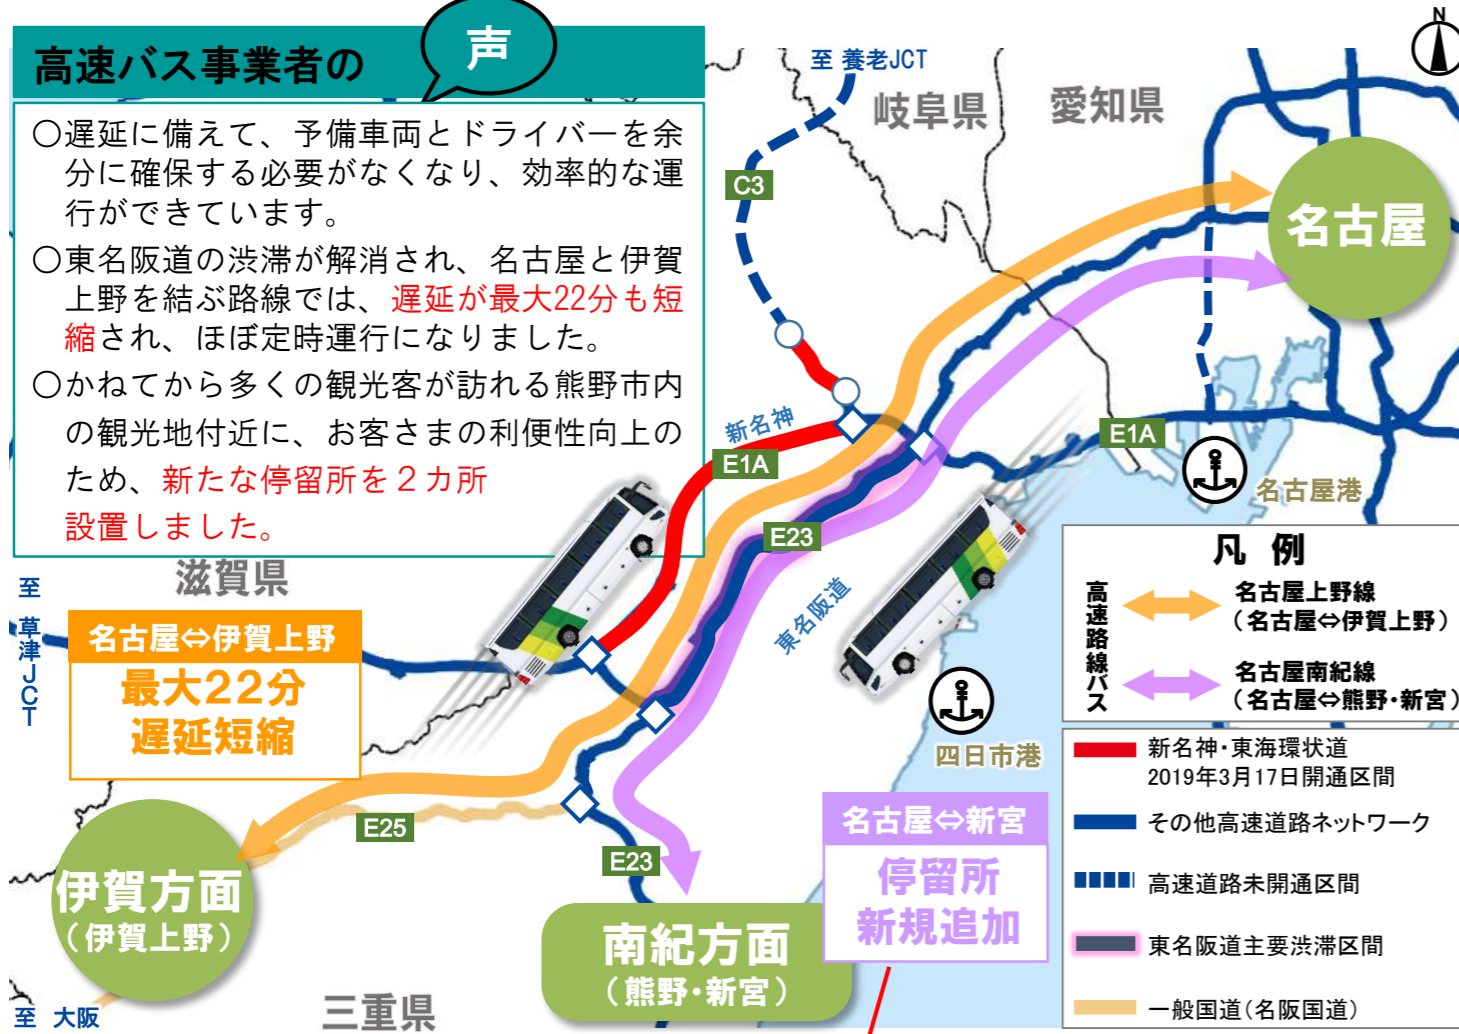 高速バス事業者の
声
○遅延に備えて、予備車両とドライバーを余
分に確保する必要がなくなり、効率的な運
行ができています。
○東名阪道の渋滞が解消され、名古屋と伊賀
上野を結ぶ路線では、遅延が最大22分も短
縮され、ほぼ定時運行になりました。
○かねてから多くの観光客が訪れる熊野市内
の観光地付近に、お客さまの利便性向上の
ため、新たな停留所を２カ所
設置しました。
至 養老JCT
岐阜県
愛知県
N
C3
名古屋
新名神
E1A
E1A
名古屋港
E23
東名阪道
滋賀県
至 草津JCT
名古屋⇔伊賀上野
最大22分
遅延短縮
四日市港
E25
E23
伊賀方面
（伊賀上野）
南紀方面
（熊野・新宮）
名古屋⇔新宮
停留所
新規追加
至 大阪
三重県
凡 例
高速路線バス
名古屋上野線
（名古屋⇔伊賀上野）
名古屋南紀線
（名古屋⇔熊野・新宮）
新名神・東海環状道
2019年3月17日開通区間
その他高速道路ネットワーク
高速道路未開通区間
東名阪道主要渋滞区間
一般国道（名阪国道）